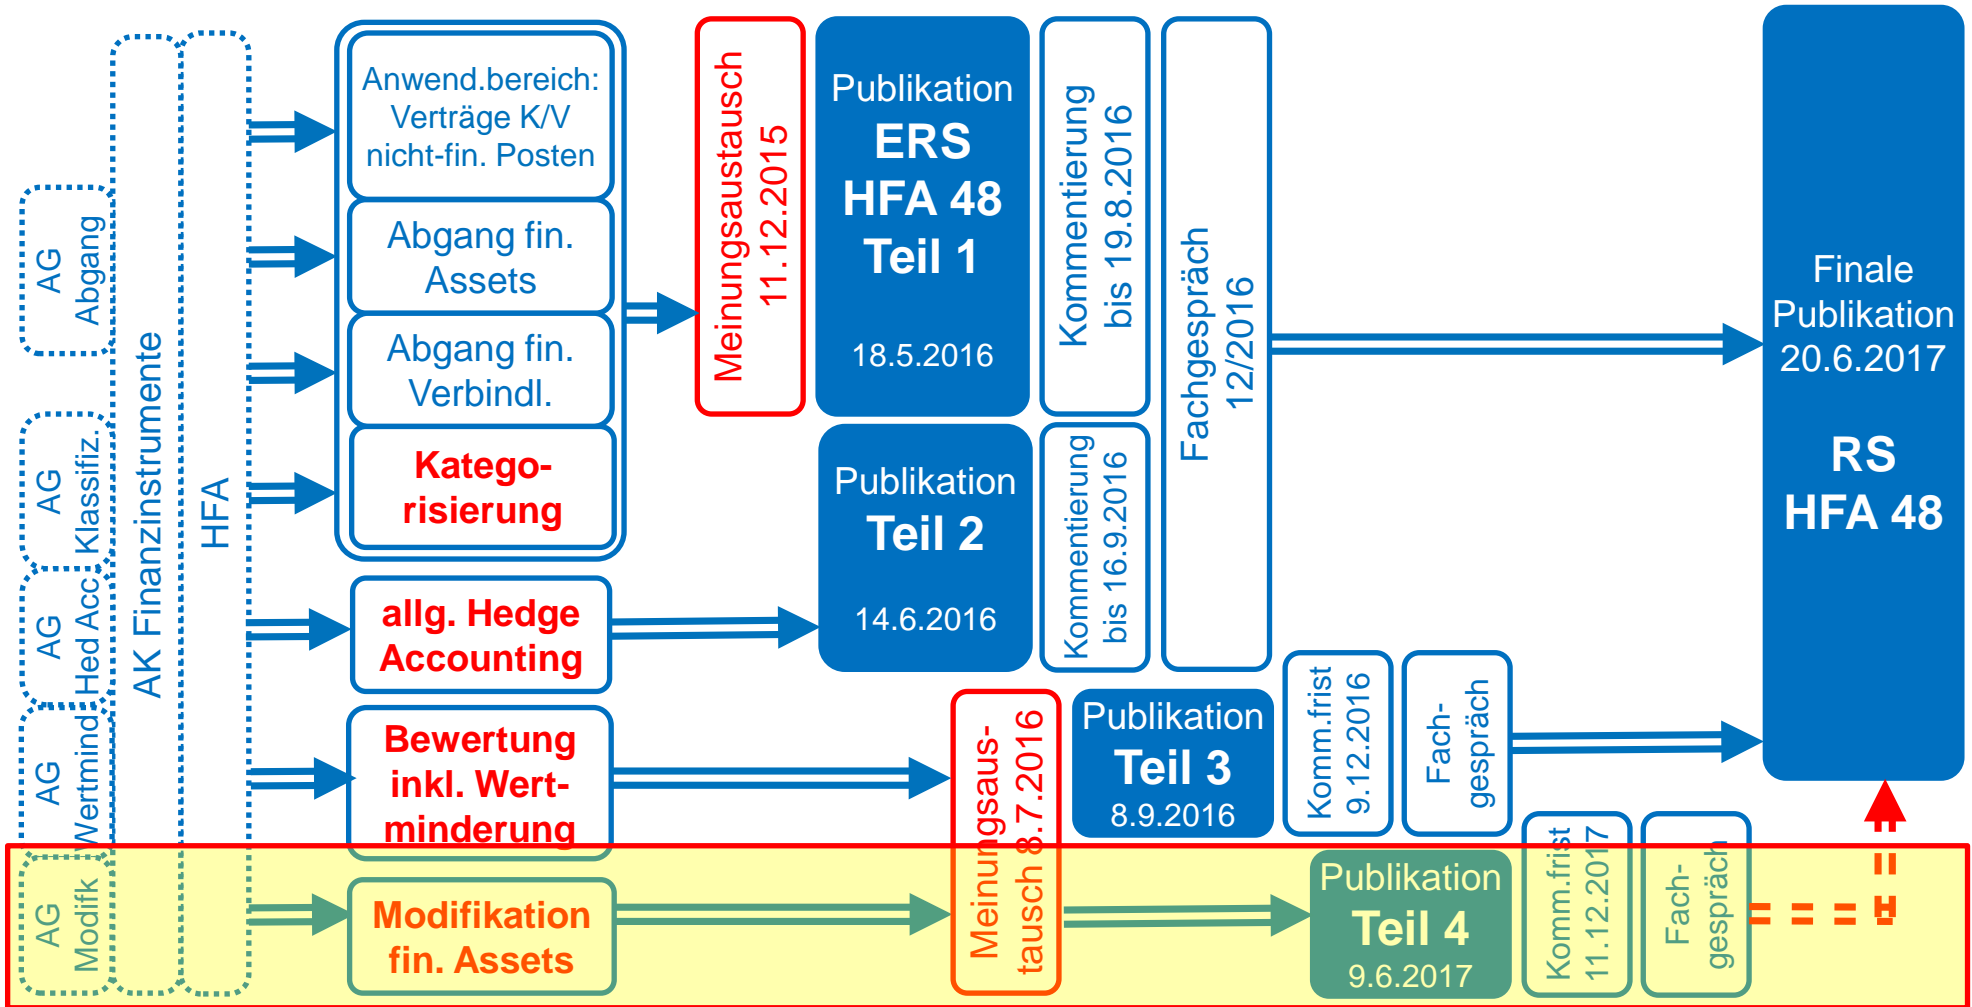 AG
Abgang
AG
Klassifiz.
AG
Hed Acc
AG
Wertmind
AG
Modifk
AK Finanzinstrumente
HFA
Anwend.bereich:
Verträge K/V
nicht-fin. Posten
Abgang fin.
Assets
Abgang fin.
Verbindl.
Katego-
risierung
allg. Hedge
Accounting
Bewertung
inkl. Wert-
minderung
Modifikation
fin. Assets
Meinungsaustausch
11.12.2015
Publikation
ERS
HFA 48
Teil 1
18.5.2016
Kommentierung
bis 19.8.2016
Publikation
Teil 2
14.6.2016
Kommentierung
bis 16.9.2016
Fachgespräch
12/2016
Meinungsaus-
tausch 8.7.2016
Publikation
Teil 3
8.9.2016
Komm.frist
9.12.2016
Fach-
gespräch
Publikation
Teil 4
9.6.2017
Komm.frist
11.12.2017
Fach-
gespräch
Finale
Publikation
20.6.2017
RS
HFA 48